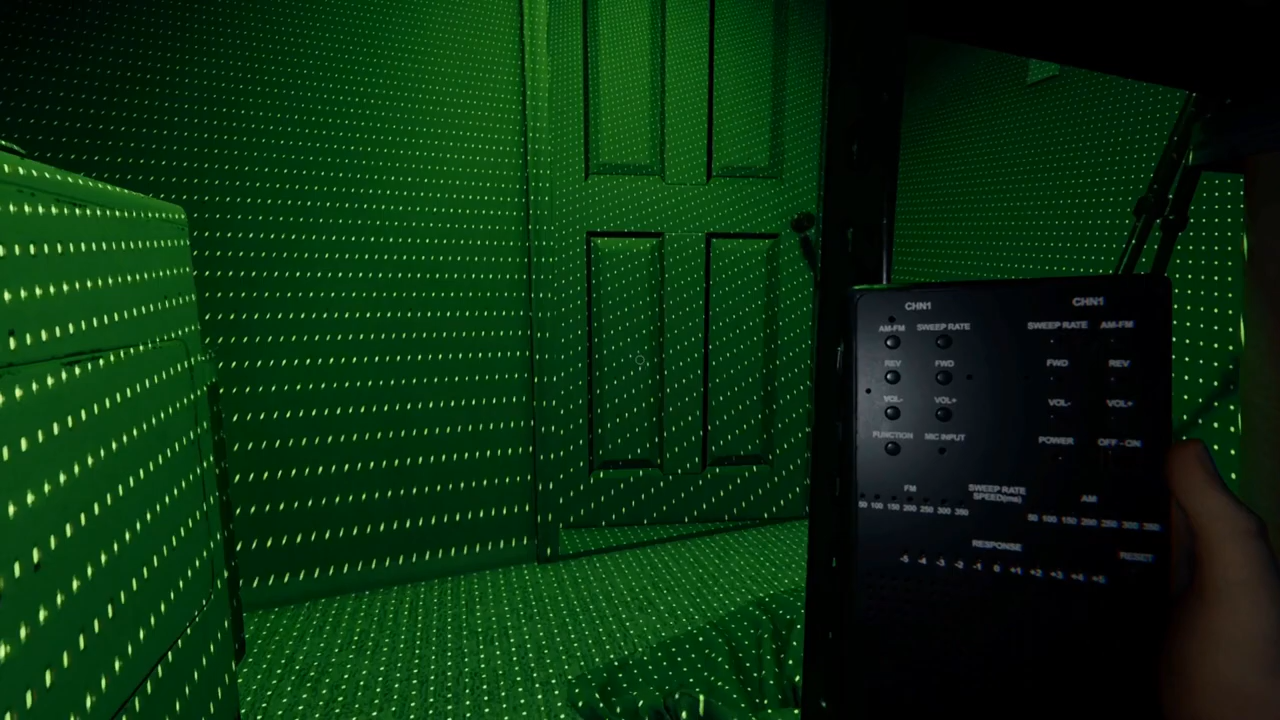 CHN1 CHN1
AM-FM SWEEP RATE SWEEP RATE AM-FM
REV FWD FWD REV
VOL- VOL+ VOL- VOL+
FUNCTION MIC INPUT POWER OFF - ON
FM SWEEP RATE SPEED(ms) AM
50 100 150 200 250 300 350 50 100 150 200 250 300 350
RESPONSE RESET
-5 -4 -3 -2 -1 0 +1 +2 +3 +4 +5